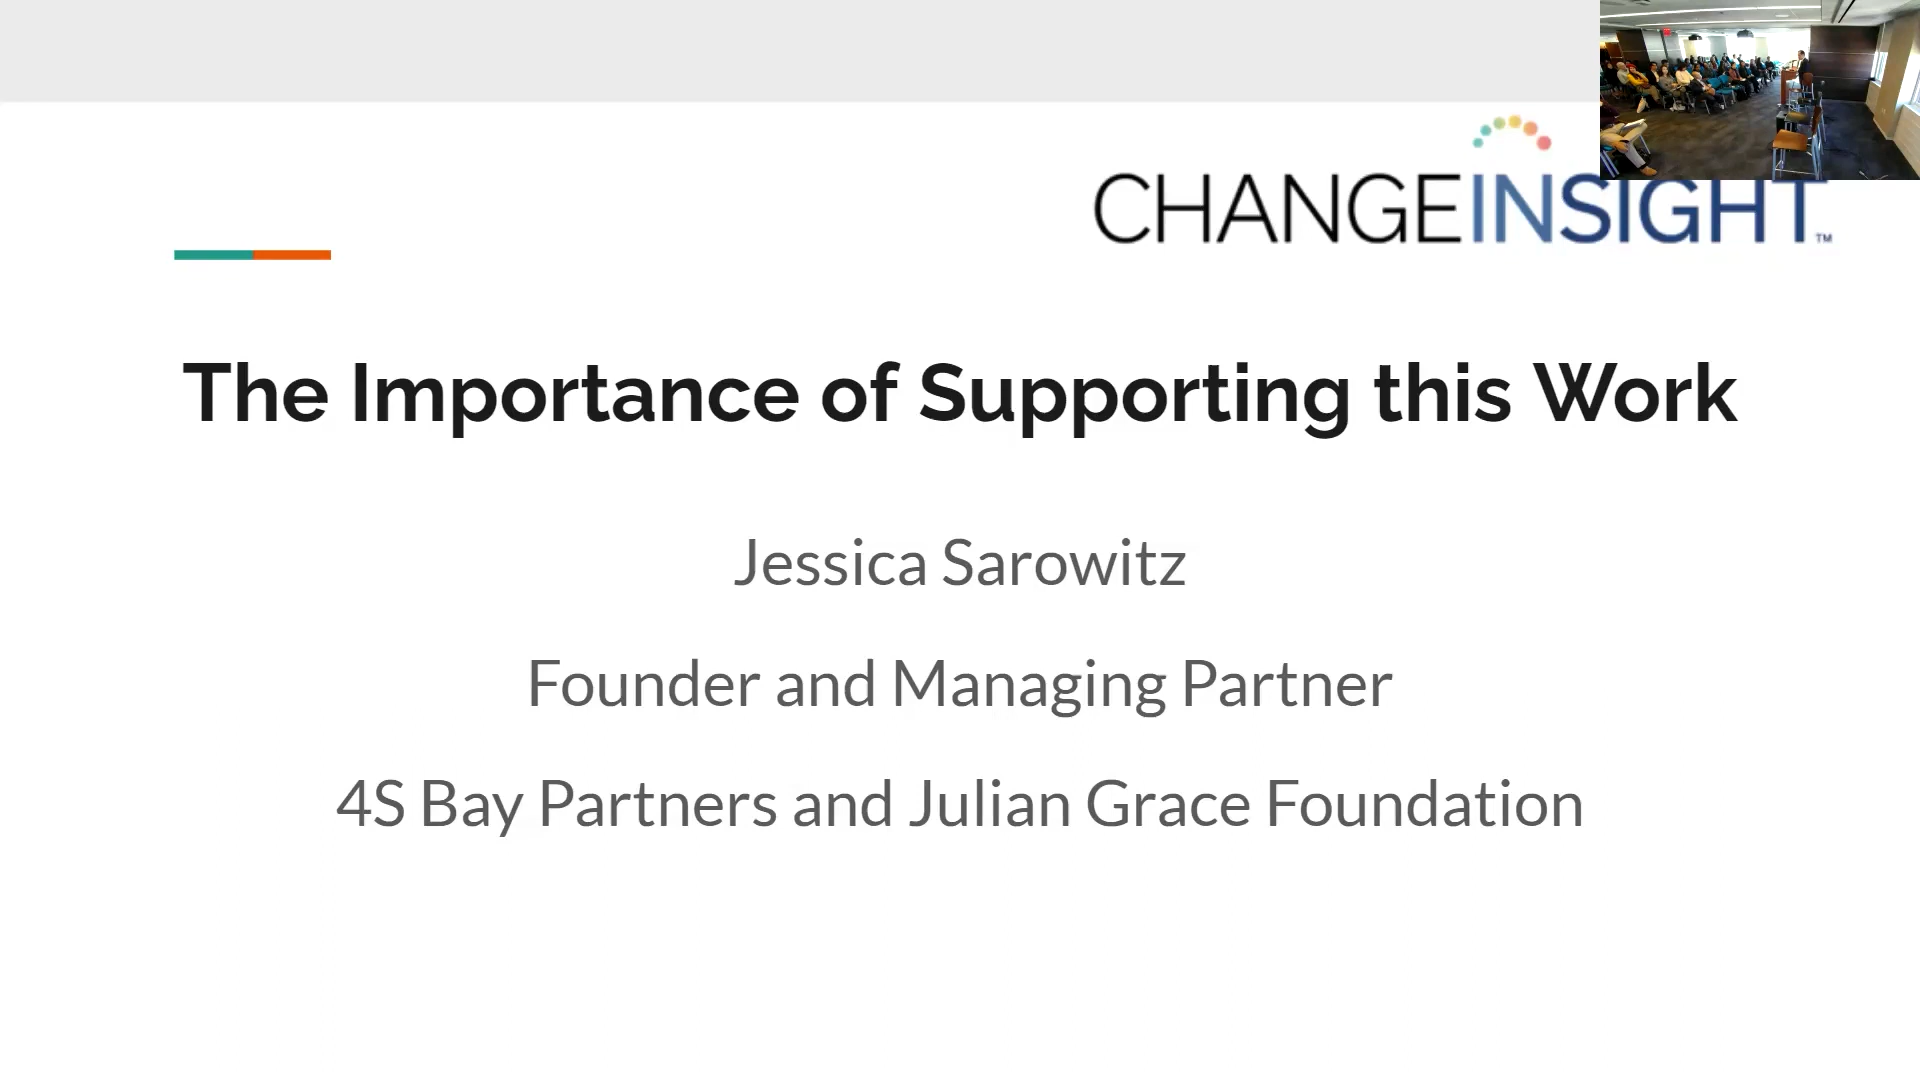 CHANGEINSIGHT™
The Importance of Supporting this Work
Jessica Sarowitz
Founder and Managing Partner
4S Bay Partners and Julian Grace Foundation